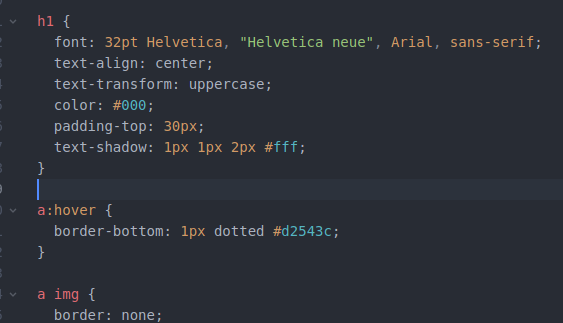 h1 {
font: 32pt Helvetica, "Helvetica neue", Arial, sans-serif;
text-align: center;
text-transform: uppercase;
color: #000;
padding-top: 30px;
text-shadow: 1px 1px 2px #fff;
}
a:hover {
border-bottom: 1px dotted #d2543c;
}
a img {
border: none;